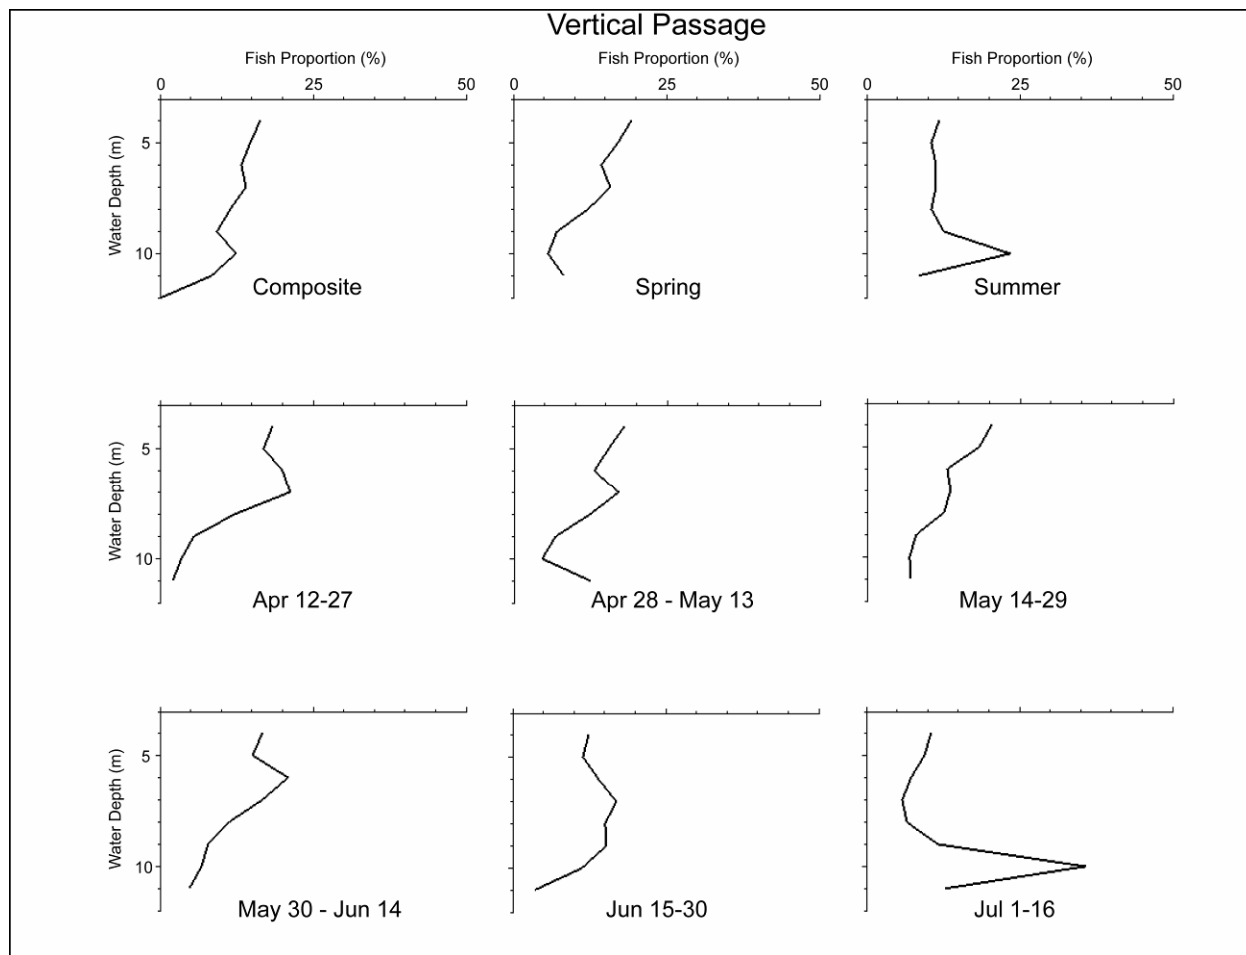 Vertical Passage
Fish Proportion (%) Fish Proportion (%) Fish Proportion (%)
0 25 50 0 25 50 0 25 50
Water Depth (m)
5
10
Composite Spring Summer
Water Depth (m)
5
10
Apr 12-27 Apr 28 - May 13 May 14-29
Water Depth (m)
5
10
May 30 - Jun 14 Jun 15-30 Jul 1-16